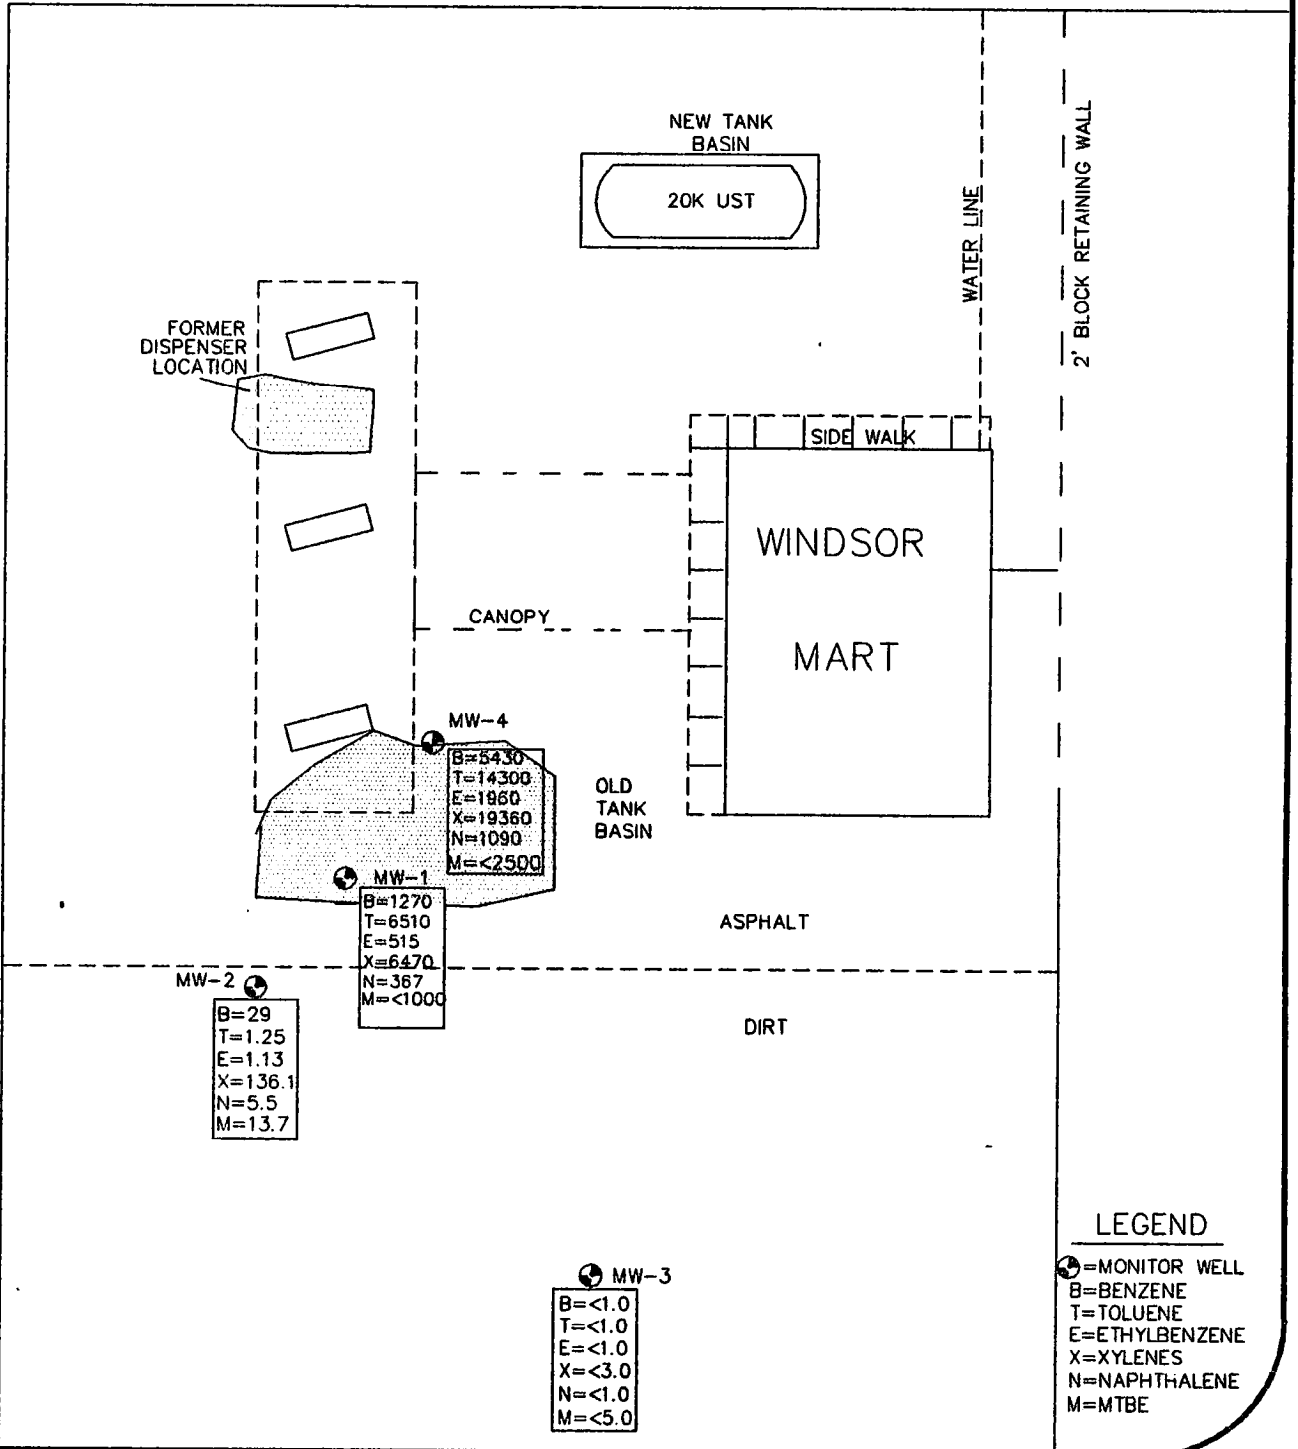 NEW TANK
BASIN
20K UST
WATER LINE
2' BLOCK RETAINING WALL
FORMER
DISPENSER
LOCATION
SIDE WALK
WINDSOR
MART
CANOPY
MW-4
B=5430
T=14300
E=1960
X=19360
N=1090
M=<2500
OLD
TANK
BASIN
MW-1
B=1270
T=6510
E=515
X=6470
N=367
M=<1000
ASPHALT
MW-2
B=29
T=1.25
E=1.13
X=136.1
N=5.5
M=13.7
DIRT
MW-3
B=<1.0
T=<1.0
E=<1.0
X=<3.0
N=<1.0
M=<5.0
LEGEND
=MONITOR WELL
B=BENZENE
T=TOLUENE
E=ETHYLBENZENE
X=XYLENES
N=NAPHTHALENE
M=MTBE